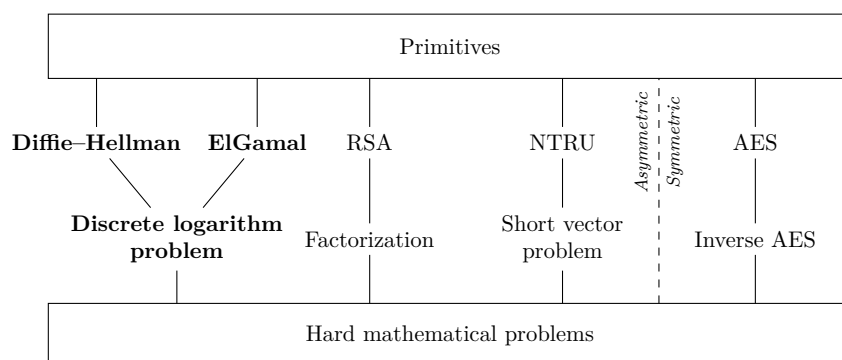 Primitives
Diffie–Hellman ElGamal RSA NTRU AES
Asymmetric
Symmetric
Discrete logarithm
problem
Factorization
Short vector
problem
Inverse AES
Hard mathematical problems